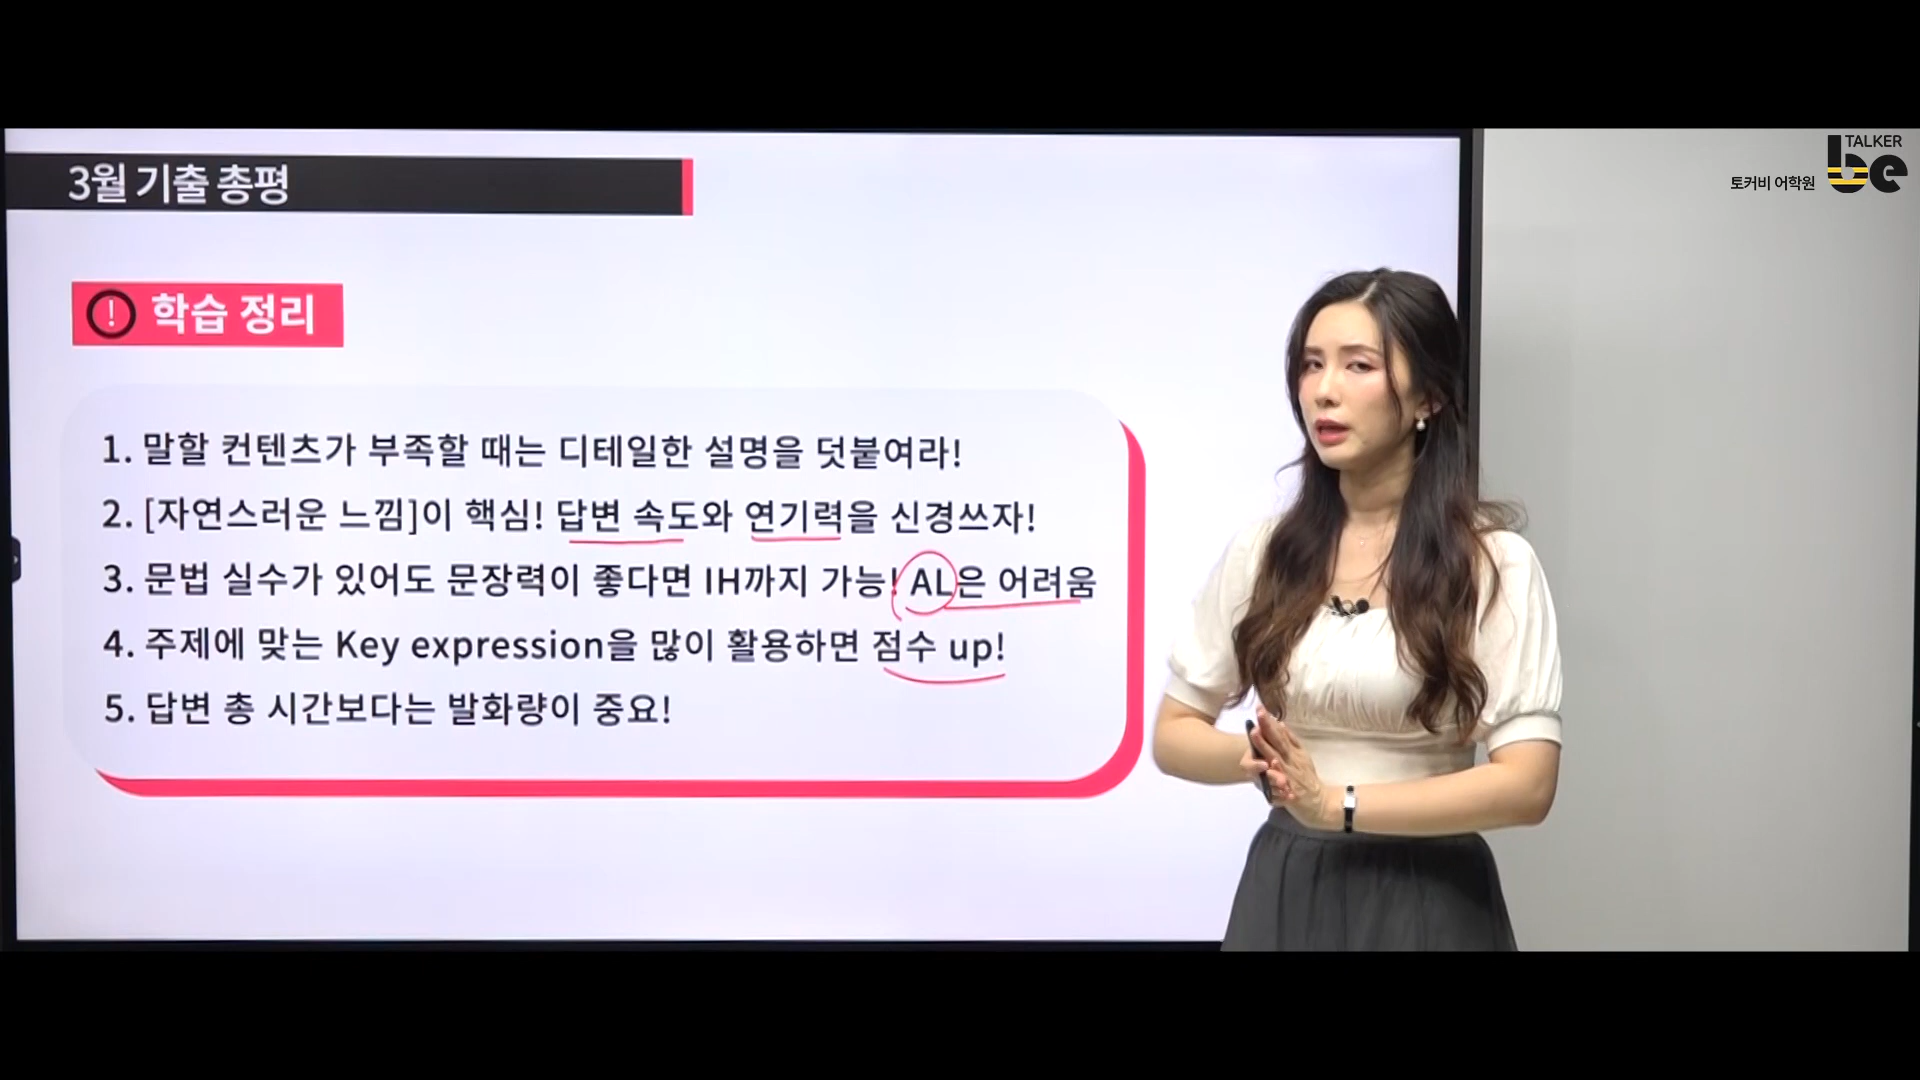 TALKER
be
토커비 어학원
3월 기출 총평
! 학습 정리
1. 말할 컨텐츠가 부족할 때는 디테일한 설명을 덧붙여라!
2. [자연스러운 느낌]이 핵심! 답변 속도와 연기력을 신경쓰자!
3. 문법 실수가 있어도 문장력이 좋다면 IH까지 가능! AL은 어려움
4. 주제에 맞는 Key expression을 많이 활용하면 점수 up!
5. 답변 총 시간보다는 발화량이 중요!